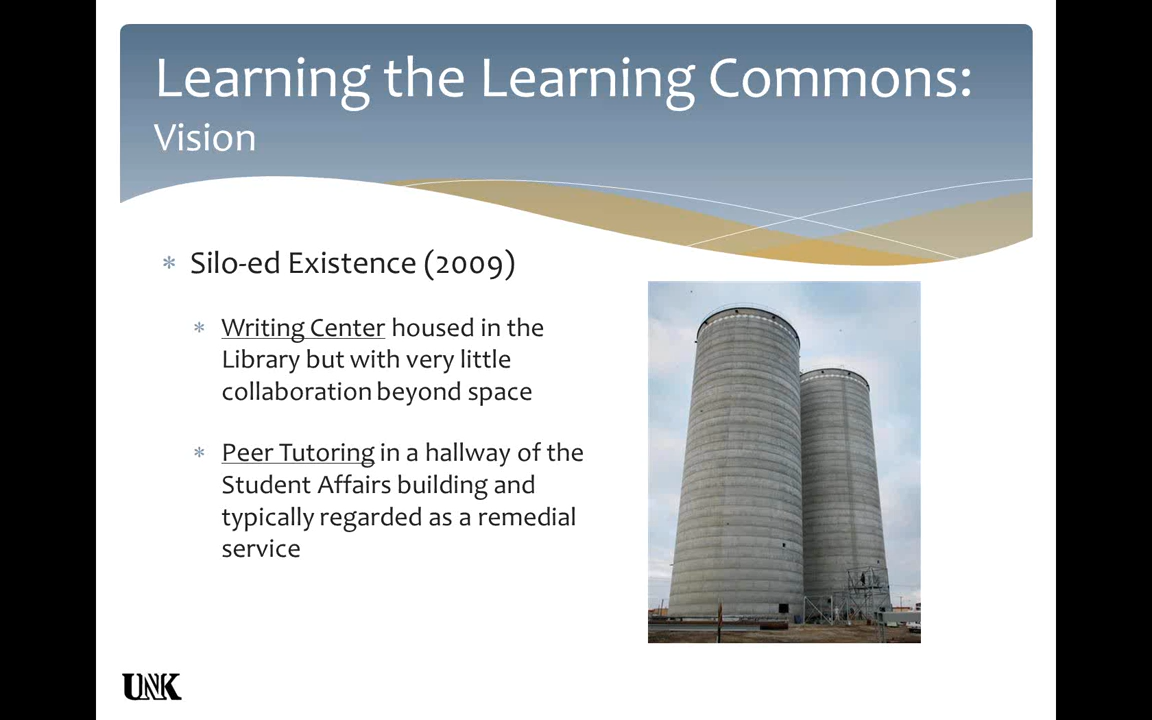 Learning the Learning Commons:
Vision
* Silo-ed Existence (2009)
* Writing Center housed in the
Library but with very little
collaboration beyond space
* Peer Tutoring in a hallway of the
Student Affairs building and
typically regarded as a remedial
service
UNK